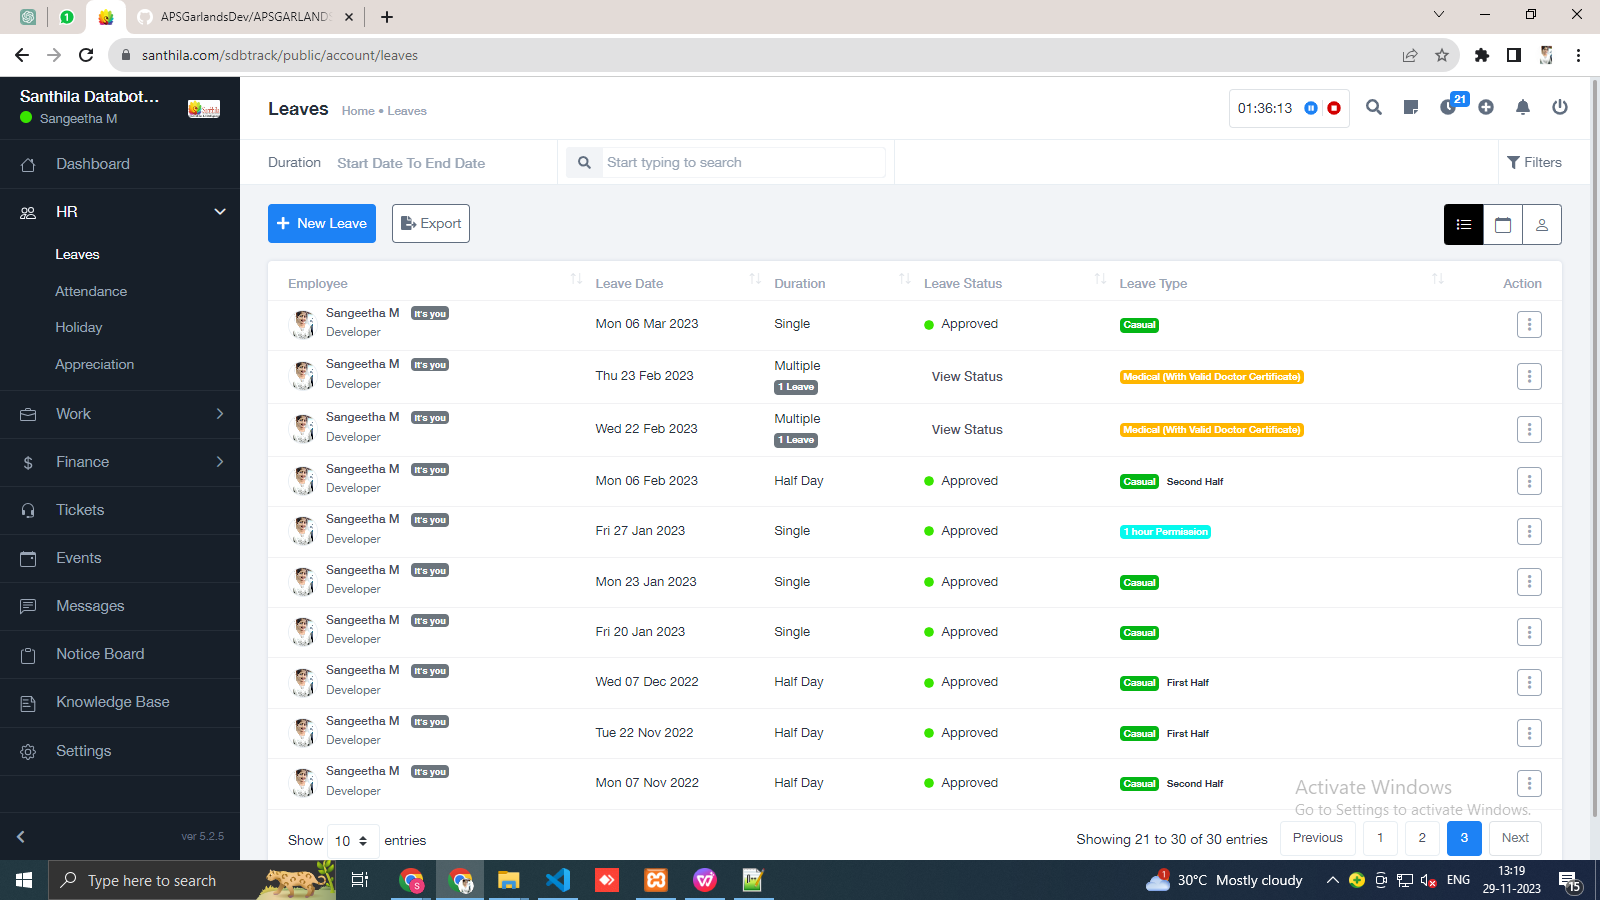 1
APSGarlandsDev/APSGARLANDS
santhila.com/sdbtrack/public/account/leaves
Santhila Databot...
Sangeetha M
Dashboard
HR
Leaves
Attendance
Holiday
Appreciation
Work
Finance
Tickets
Events
Messages
Notice Board
Knowledge Base
Settings
ver 5.2.5
Leaves Home • Leaves
01:36:13
21
Duration Start Date To End Date Start typing to search Filters
New Leave Export
Employee Leave Date Duration Leave Status Leave Type Action
Sangeetha M It's you
Developer
Mon 06 Mar 2023 Single Approved Casual
Sangeetha M It's you
Developer
Thu 23 Feb 2023 Multiple
1 Leave
View Status Medical (With Valid Doctor Certificate)
Sangeetha M It's you
Developer
Wed 22 Feb 2023 Multiple
1 Leave
View Status Medical (With Valid Doctor Certificate)
Sangeetha M It's you
Developer
Mon 06 Feb 2023 Half Day Approved Casual Second Half
Sangeetha M It's you
Developer
Fri 27 Jan 2023 Single Approved 1 hour Permission
Sangeetha M It's you
Developer
Mon 23 Jan 2023 Single Approved Casual
Sangeetha M It's you
Developer
Fri 20 Jan 2023 Single Approved Casual
Sangeetha M It's you
Developer
Wed 07 Dec 2022 Half Day Approved Casual First Half
Sangeetha M It's you
Developer
Tue 22 Nov 2022 Half Day Approved Casual First Half
Sangeetha M It's you
Developer
Mon 07 Nov 2022 Half Day Approved Casual Second Half
Activate Windows
Go to Settings to activate Windows.
Show 10 entries
Showing 21 to 30 of 30 entries Previous 1 2 3 Next
Type here to search
1
30°C Mostly cloudy
ENG
13:19
29-11-2023
15